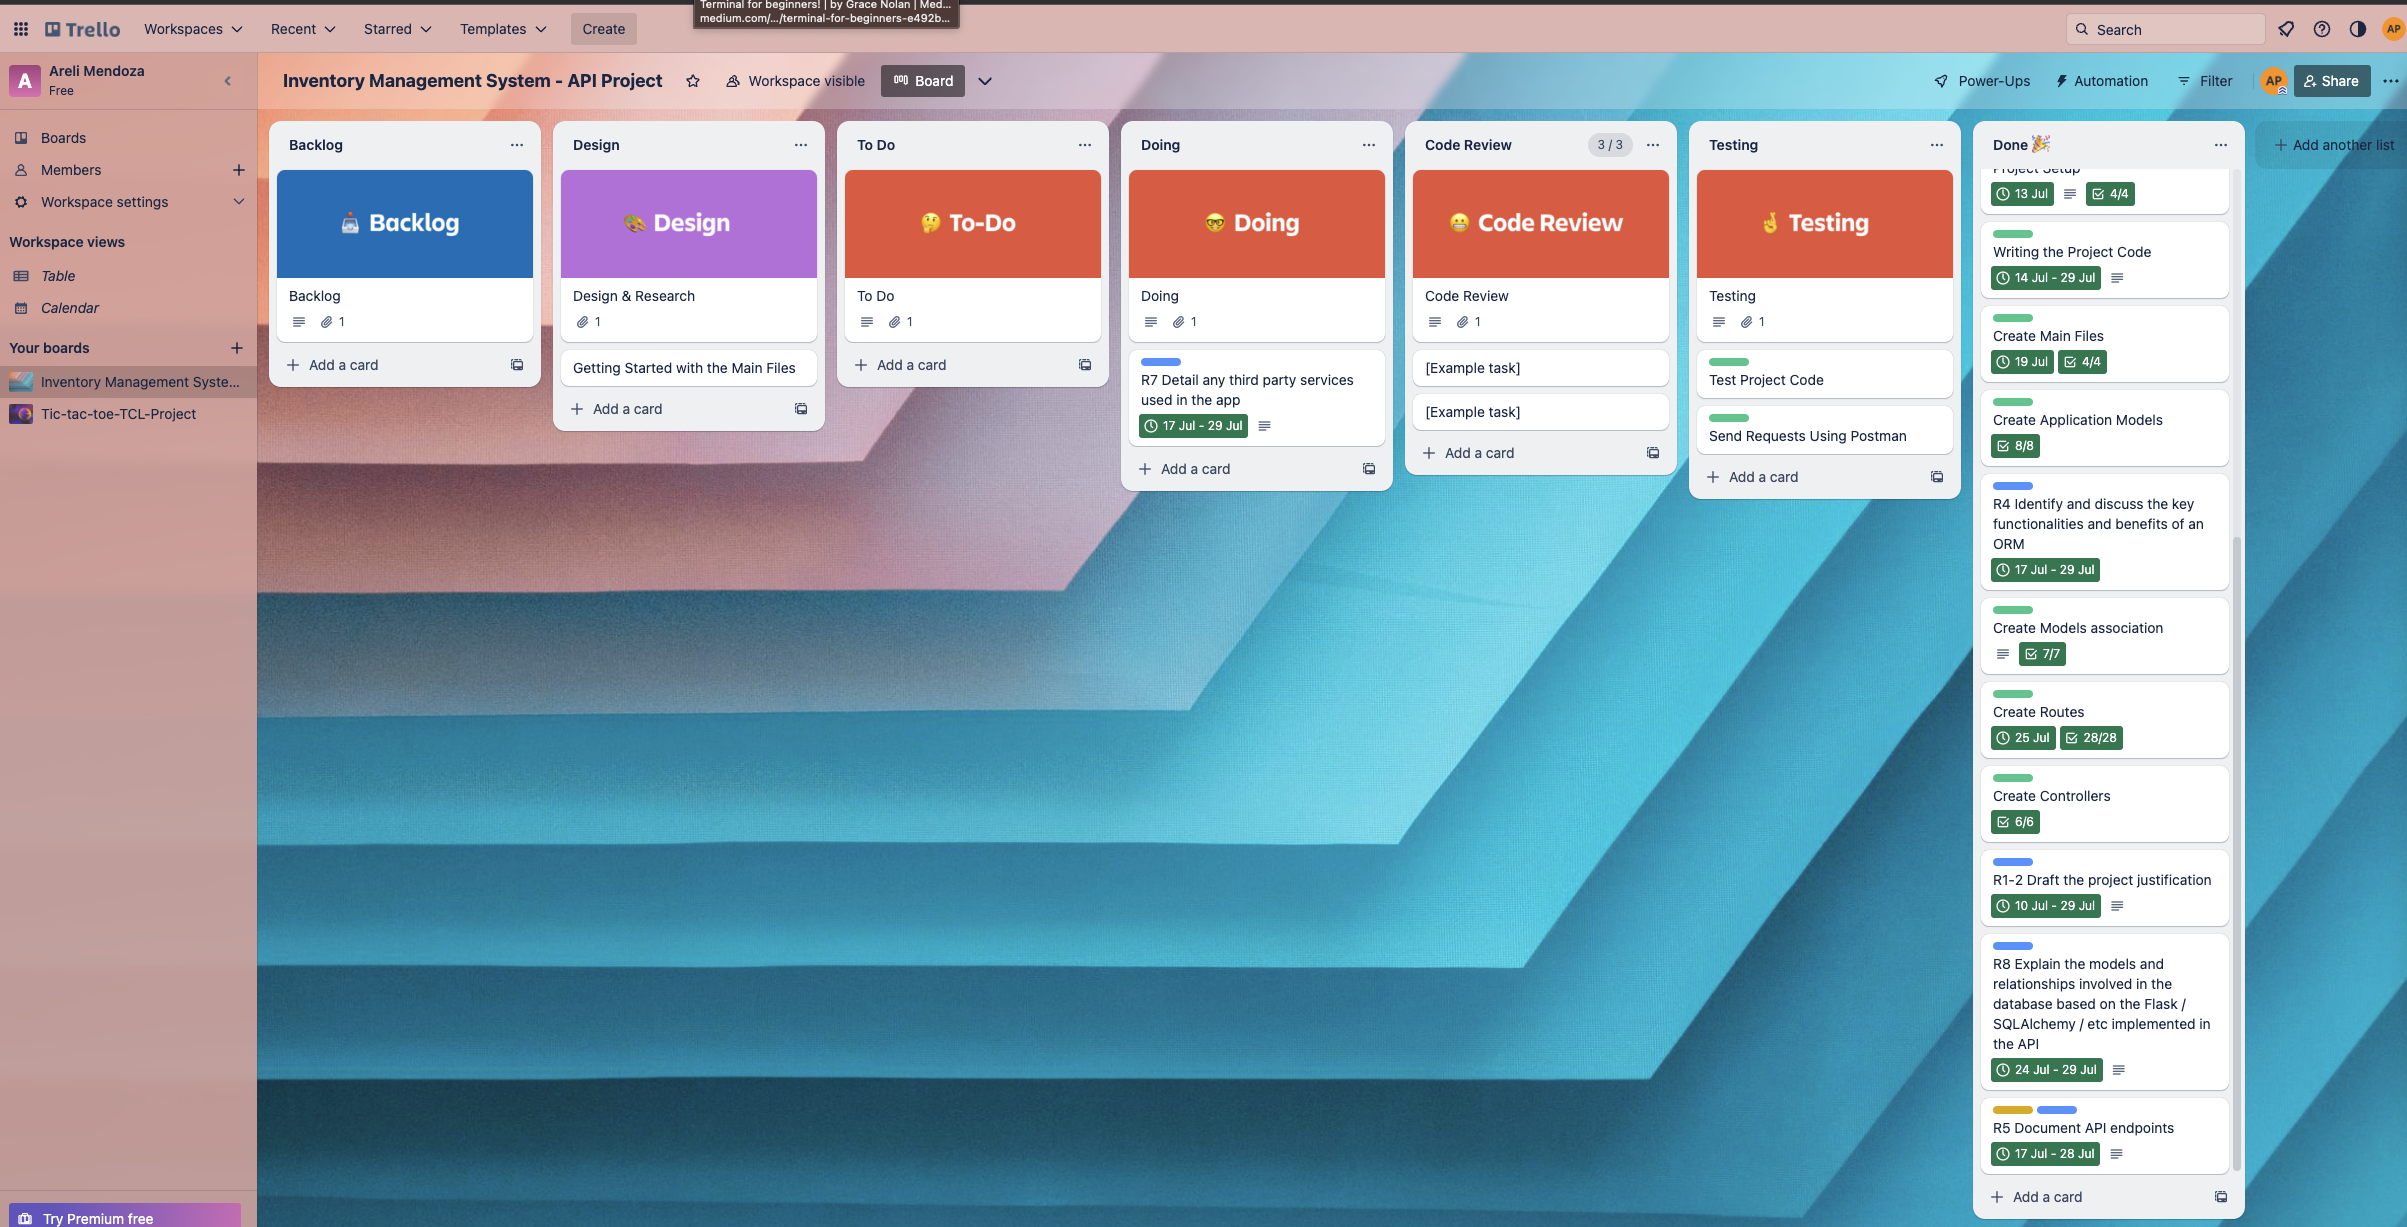 Terminal for beginners! | by Grace Nolan | Med...
medium.com/.../terminal-for-beginners-e492b...
Trello
Workspaces
Recent
Starred
Templates
Create
Search
AP
A
Areli Mendoza
Free
Inventory Management System - API Project
Workspace visible
Board
Power-Ups
Automation
Filter
AP
Share
Boards
Members
Workspace settings
Workspace views
Table
Calendar
Your boards
Inventory Management Syste...
Tic-tac-toe-TCL-Project
Try Premium free
Backlog
Backlog
Backlog
1
Add a card
Design
Design
Design & Research
1
Getting Started with the Main Files
Add a card
To Do
To-Do
To Do
1
Add a card
Doing
Doing
Doing
1
R7 Detail any third party services
used in the app
17 Jul - 29 Jul
Add a card
Code Review
3 / 3
Code Review
Code Review
1
[Example task]
[Example task]
Add a card
Testing
Testing
Testing
1
Test Project Code
Send Requests Using Postman
Add a card
Done
Project Setup
13 Jul
4/4
Writing the Project Code
14 Jul - 29 Jul
Create Main Files
19 Jul
4/4
Create Application Models
8/8
R4 Identify and discuss the key
functionalities and benefits of an
ORM
17 Jul - 29 Jul
Create Models association
7/7
Create Routes
25 Jul
28/28
Create Controllers
6/6
R1-2 Draft the project justification
10 Jul - 29 Jul
R8 Explain the models and
relationships involved in the
database based on the Flask /
SQLAlchemy / etc implemented in
the API
24 Jul - 29 Jul
R5 Document API endpoints
17 Jul - 28 Jul
Add a card
Add another list